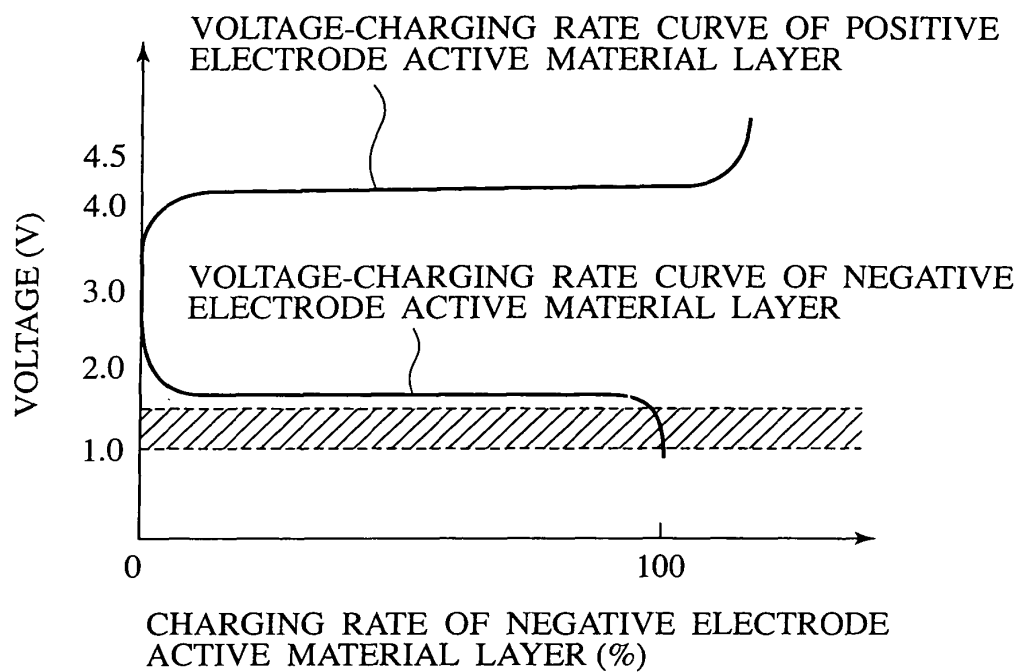 VOLTAGE-CHARGING RATE CURVE OF POSITIVE
ELECTRODE ACTIVE MATERIAL LAYER
4.5
4.0
VOLTAGE (V)
3.0
VOLTAGE-CHARGING RATE CURVE OF NEGATIVE
ELECTRODE ACTIVE MATERIAL LAYER
2.0
1.0
0
100
CHARGING RATE OF NEGATIVE ELECTRODE
ACTIVE MATERIAL LAYER (%)